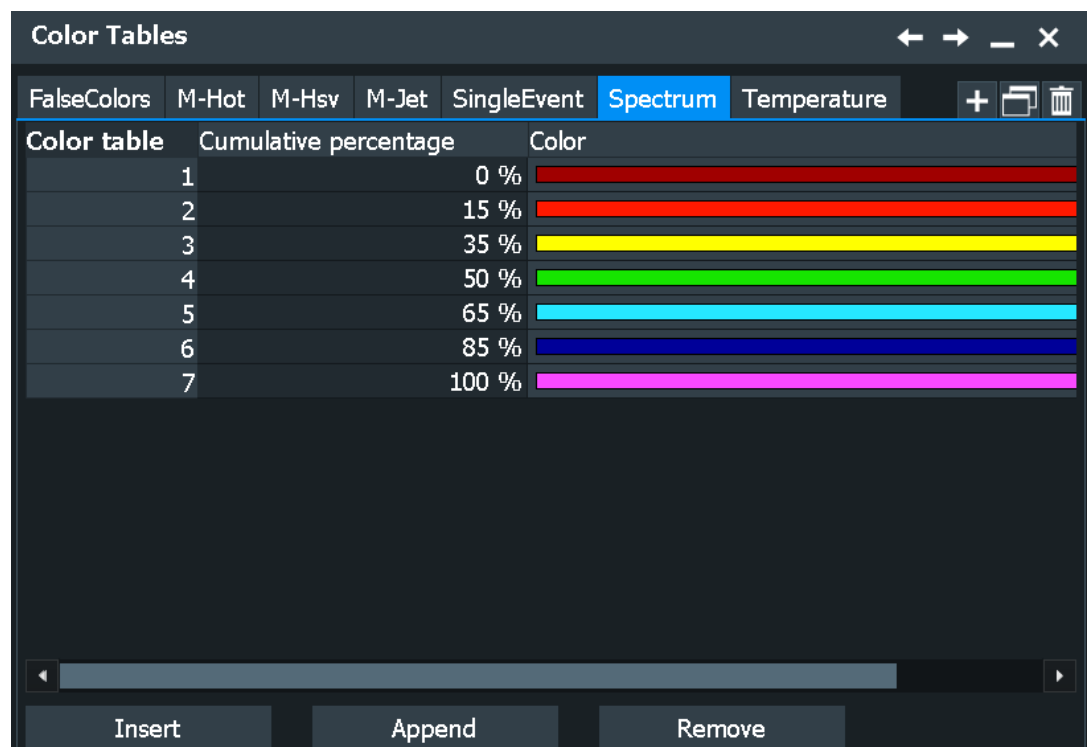 Color Tables
FalseColors M-Hot M-Hsv M-Jet SingleEvent Spectrum Temperature
Color table Cumulative percentage Color
1 0 %
2 15 %
3 35 %
4 50 %
5 65 %
6 85 %
7 100 %
Insert Append Remove